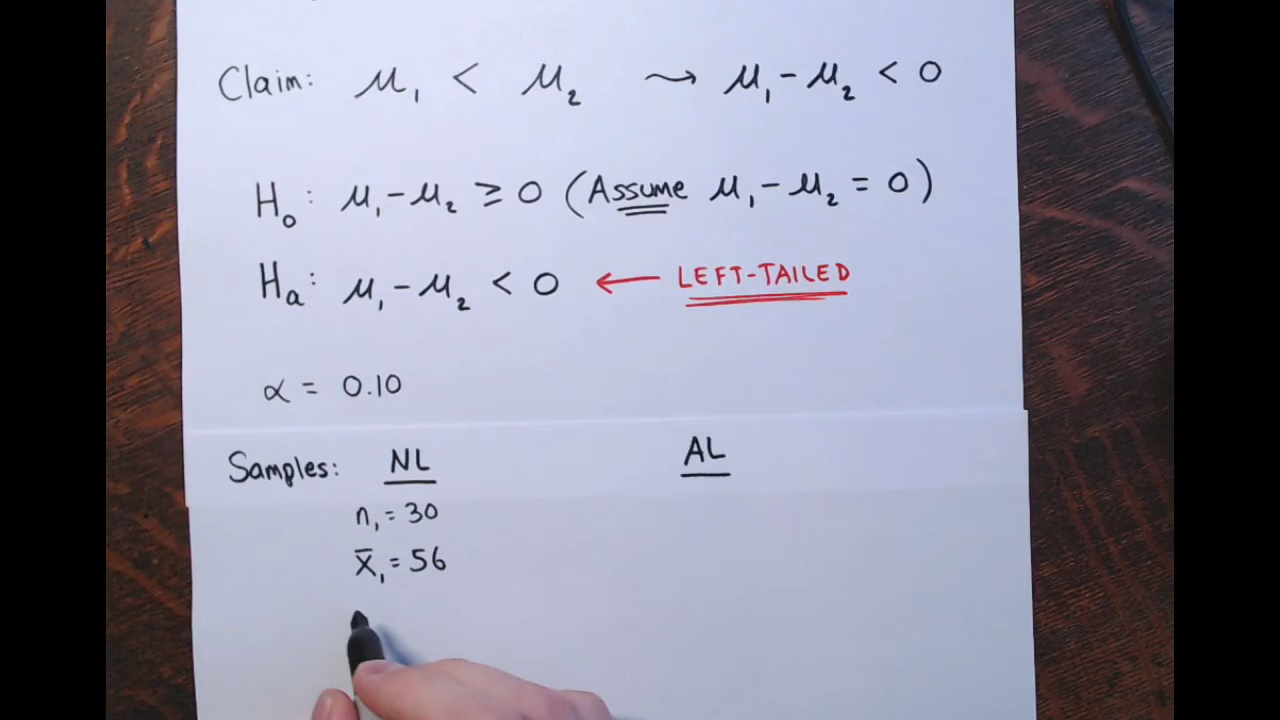 Claim: μ₁ < μ₂ ⇝ μ₁ - μ₂ < 0
H₀: μ₁ - μ₂ ≥ 0 (Assume μ₁ - μ₂ = 0)
Hₐ: μ₁ - μ₂ < 0 ← LEFT-TAILED
α = 0.10
Samples: NL AL
n₁ = 30
x̄₁ = 56